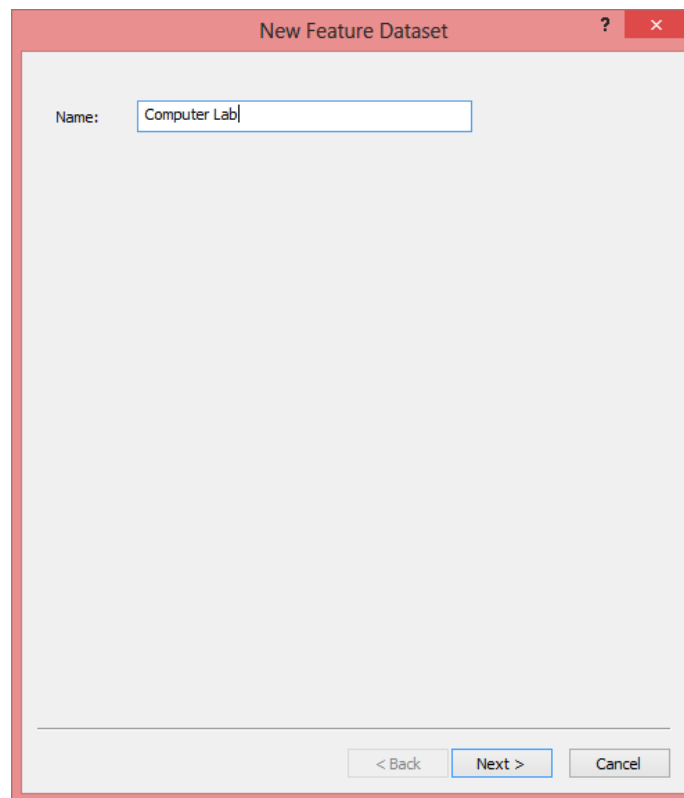 New Feature Dataset
?
×
Name: Computer Lab
< Back Next > Cancel